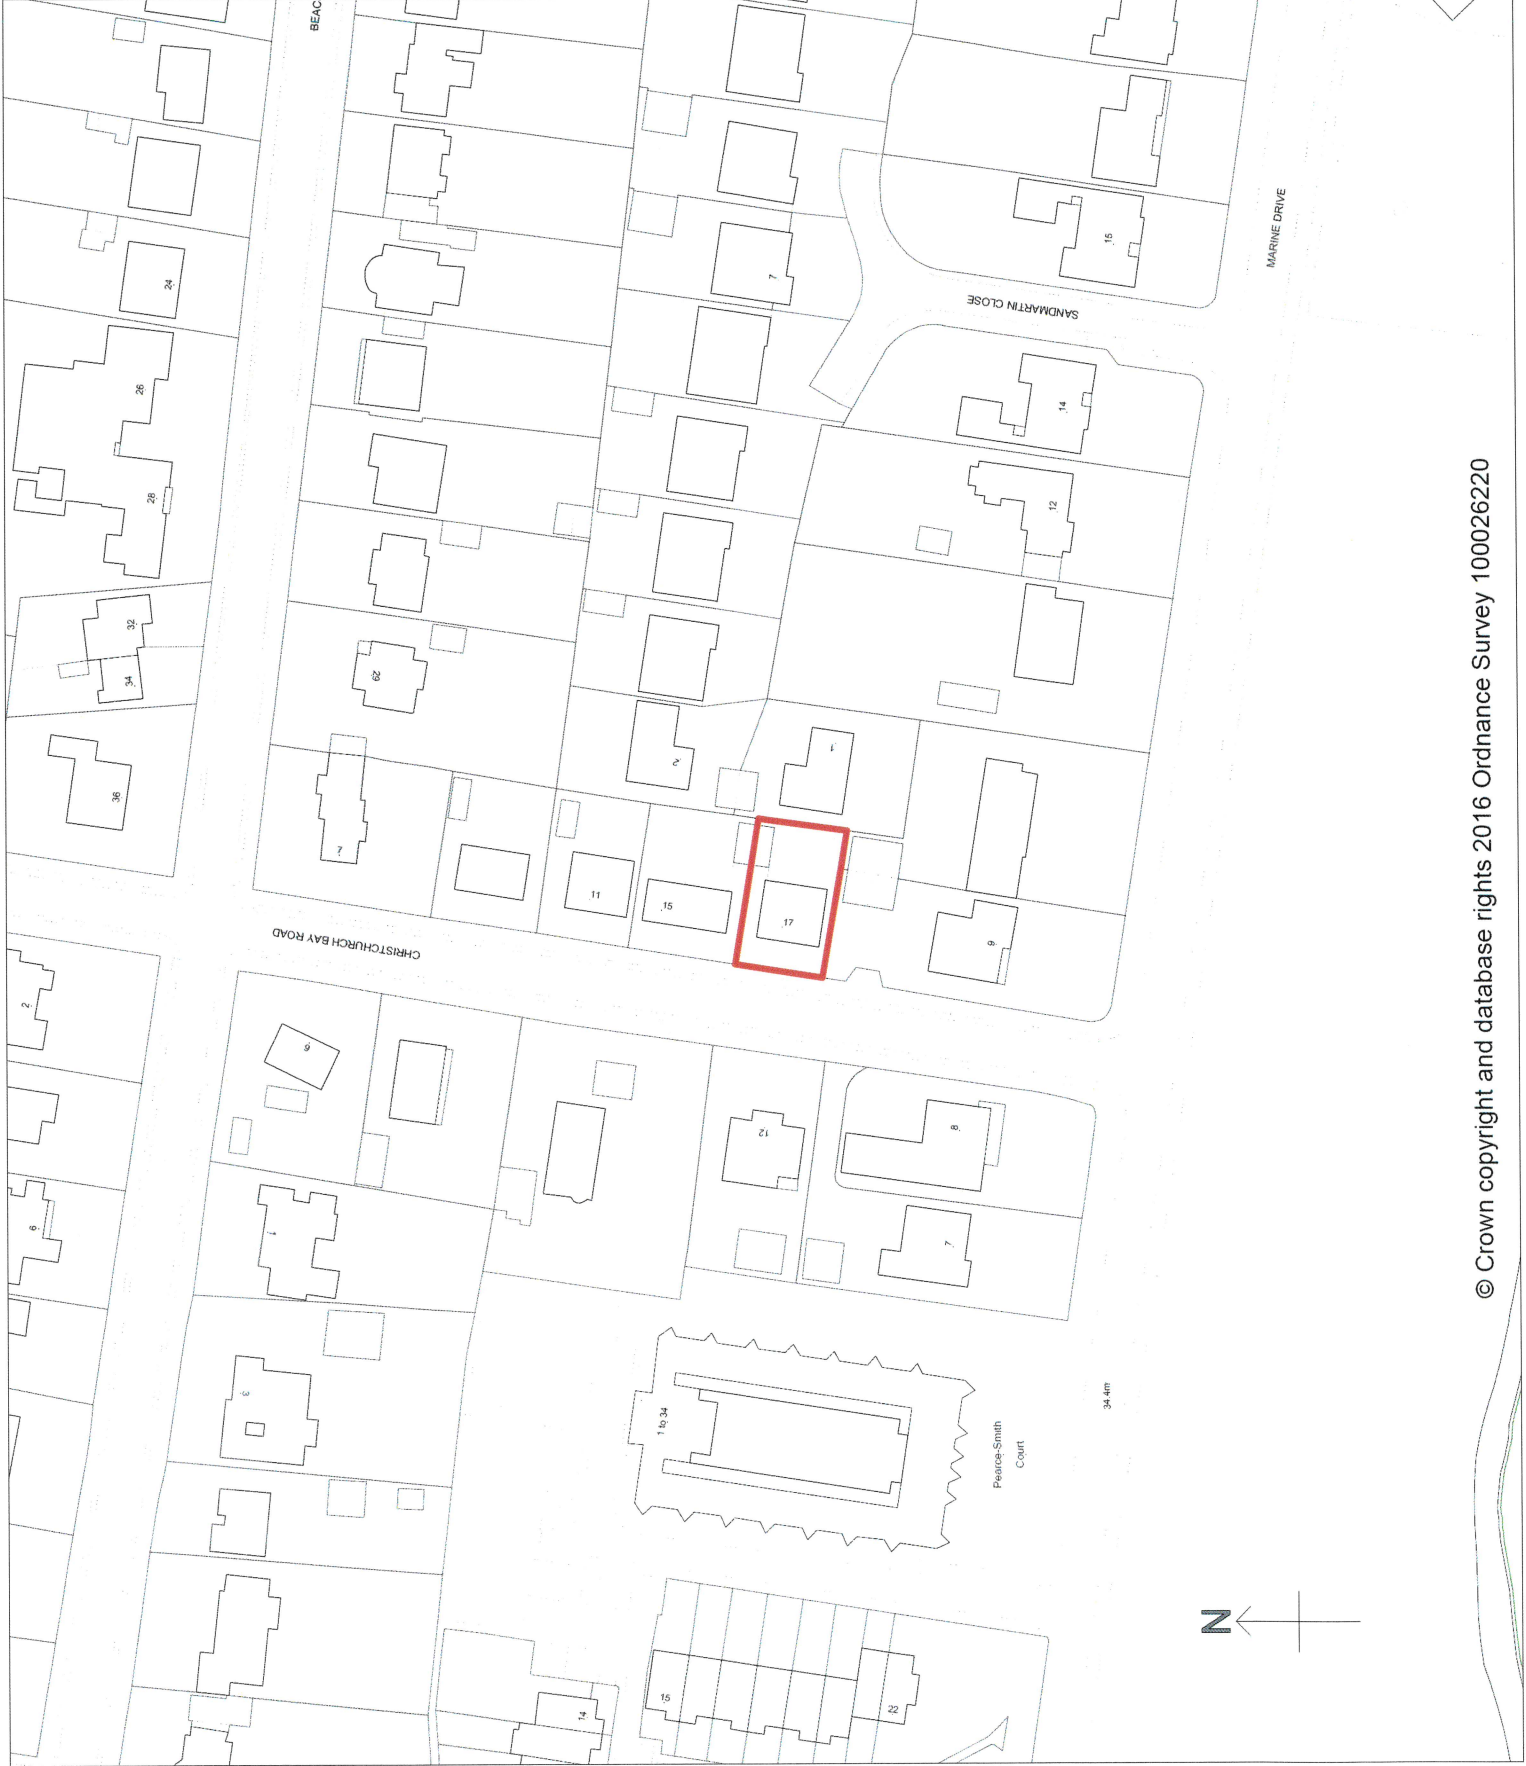 BEAC
24
26
28
32
34
36
7
29
2
1
7
11
15
17
9
CHRISTCHURCH BAY ROAD
SANDMARTIN CLOSE
15
14
12
MARINE DRIVE
2
6
6
1
3
12
8
7
1 to 34
Pearce-Smith
Court
34.4m
14
15
22
N
© Crown copyright and database rights 2016 Ordnance Survey 100026220